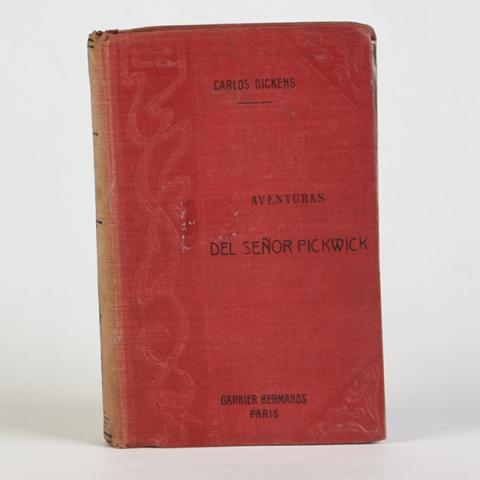 CARLOS DICKENS
AVENTURAS
DEL SEÑOR PICKWICK
GARNIER HERMANOS
PARIS